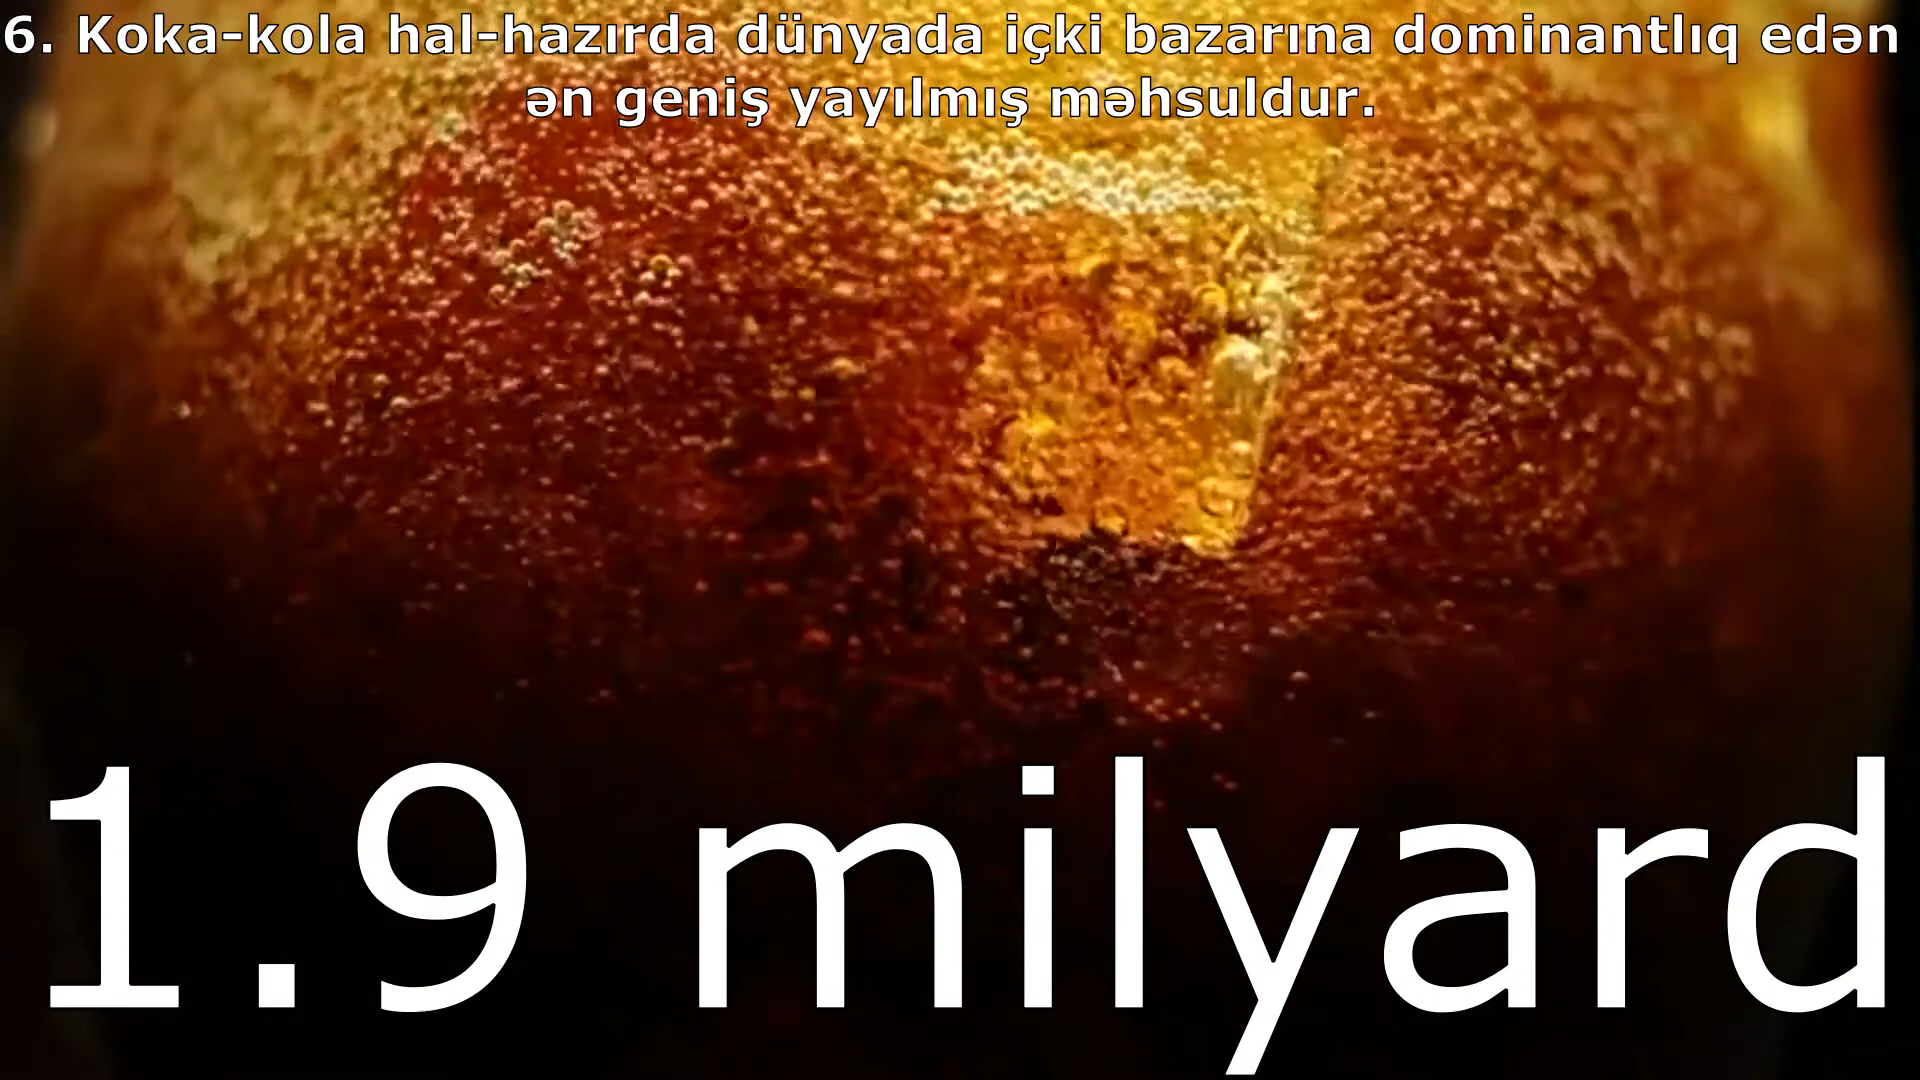 6. Koka-kola hal-hazırda dünyada içki bazarına dominantlıq edən
ən geniş yayılmış məhsuldur.
1.9 milyard